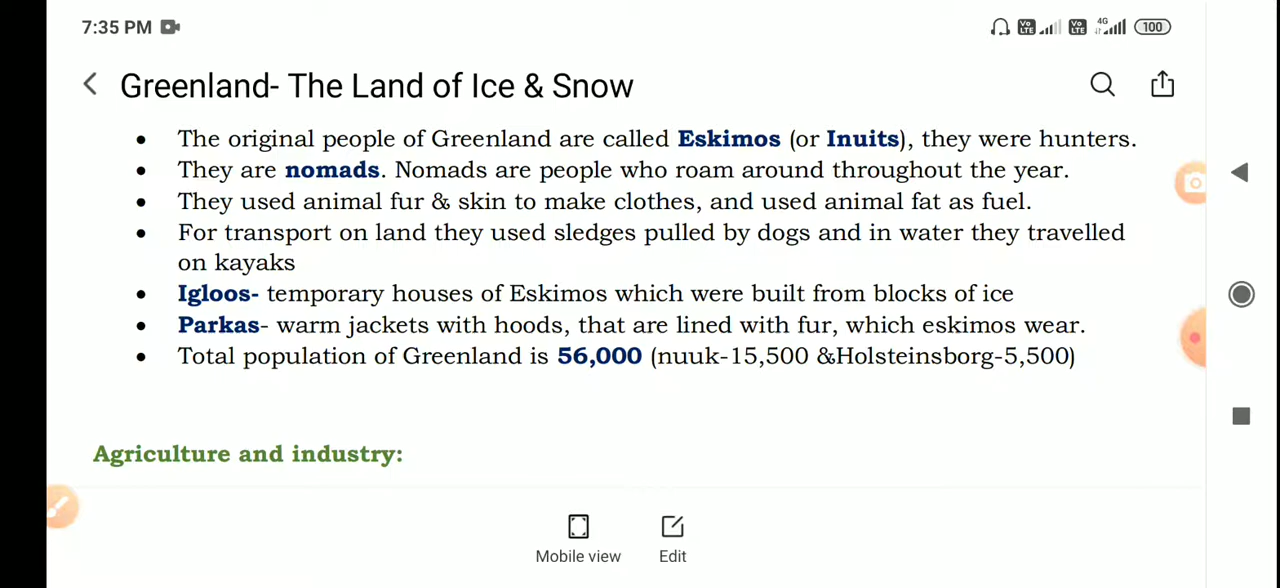 7:35 PM Vo LTE Vo LTE 4G 100
Greenland- The Land of Ice & Snow
• The original people of Greenland are called Eskimos (or Inuits), they were hunters.
• They are nomads. Nomads are people who roam around throughout the year.
• They used animal fur & skin to make clothes, and used animal fat as fuel.
• For transport on land they used sledges pulled by dogs and in water they travelled
on kayaks
• Igloos- temporary houses of Eskimos which were built from blocks of ice
• Parkas- warm jackets with hoods, that are lined with fur, which eskimos wear.
• Total population of Greenland is 56,000 (nuuk-15,500 &Holsteinsborg-5,500)
Agriculture and industry:
Mobile view Edit